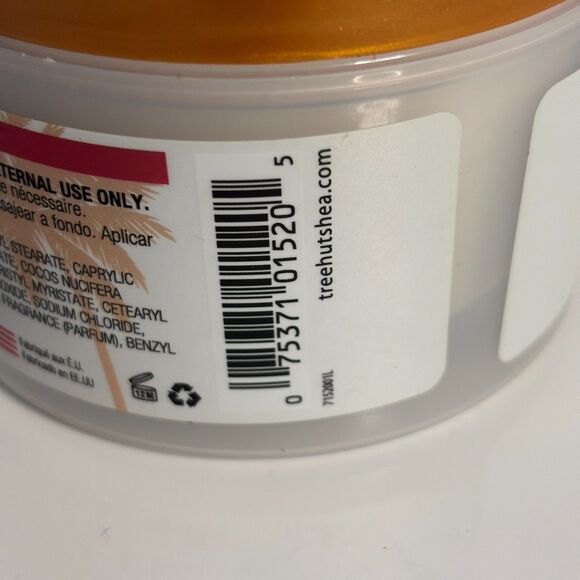 TERNAL USE ONLY.
nécessaire.
sajear a fondo. Aplicar
YL STEARATE, CAPRYLIC
ATE, COCOS NUCIFERA
RISTYL MYRISTATE, CETEARYL
OXIDE, SODIUM CHLORIDE,
FRAGRANCE (PARFUM), BENZYL
Fabriqué aux É.U.
Fabricado en EE.UU
12 M
0 75371 01520 5
treehutshea.com
7152001L